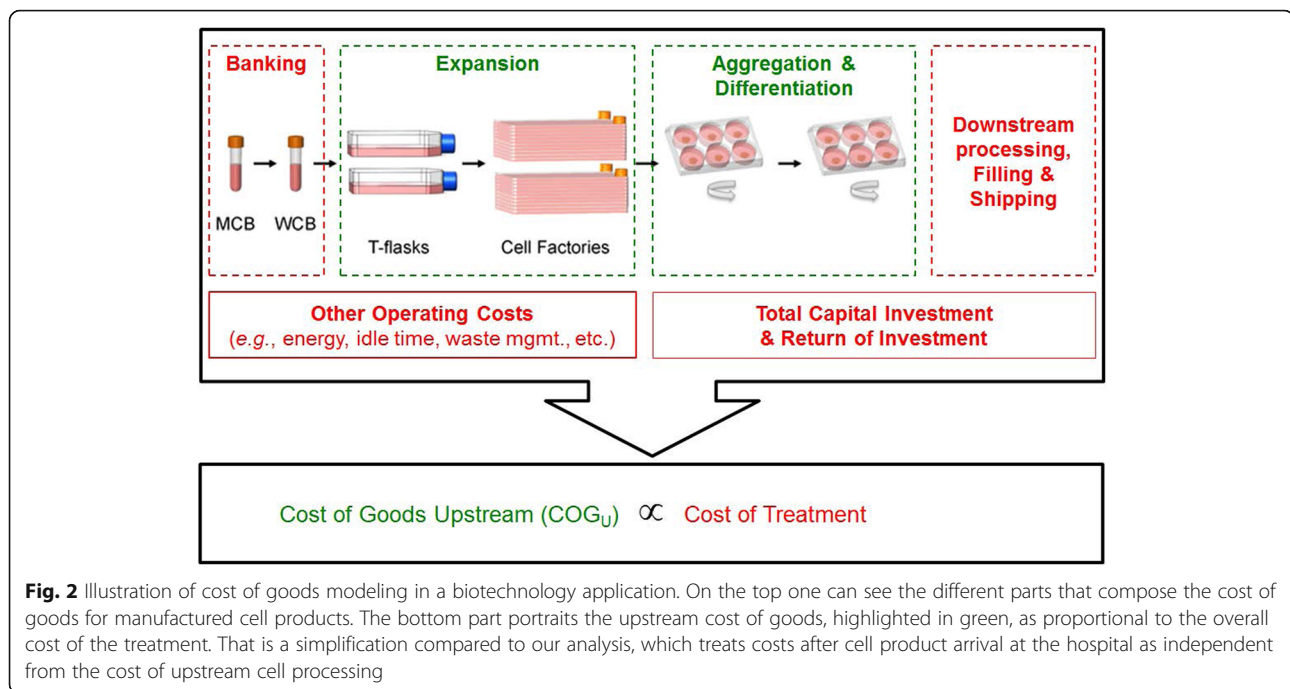 Banking
Expansion
Aggregation &
Differentiation
Downstream
processing,
Filling &
Shipping
MCB
WCB
T-flasks
Cell Factories
Other Operating Costs
(e.g., energy, idle time, waste mgmt., etc.)
Total Capital Investment
& Return of Investment
Cost of Goods Upstream (COGU) ∝ Cost of Treatment
Fig. 2 Illustration of cost of goods modeling in a biotechnology application. On the top one can see the different parts that compose the cost of
goods for manufactured cell products. The bottom part portraits the upstream cost of goods, highlighted in green, as proportional to the overall
cost of the treatment. That is a simplification compared to our analysis, which treats costs after cell product arrival at the hospital as independent
from the cost of upstream cell processing